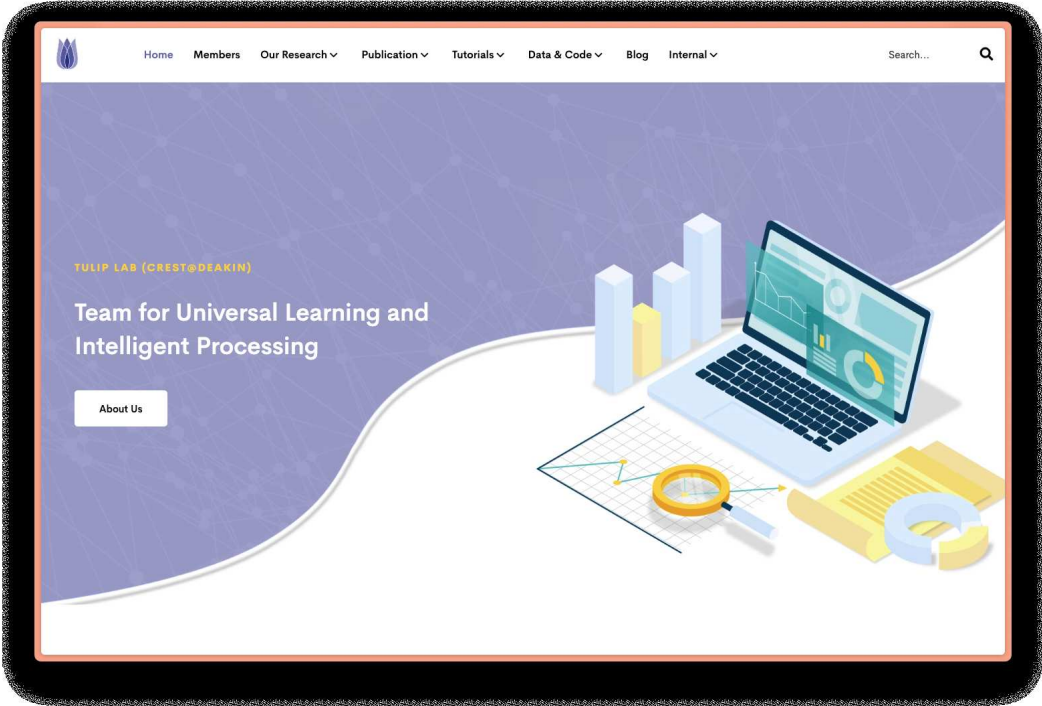 Home Members Our Research Publication Tutorials Data & Code Blog Internal Search...
TULIP LAB (CREST@DEAKIN)
Team for Universal Learning and
Intelligent Processing
About Us